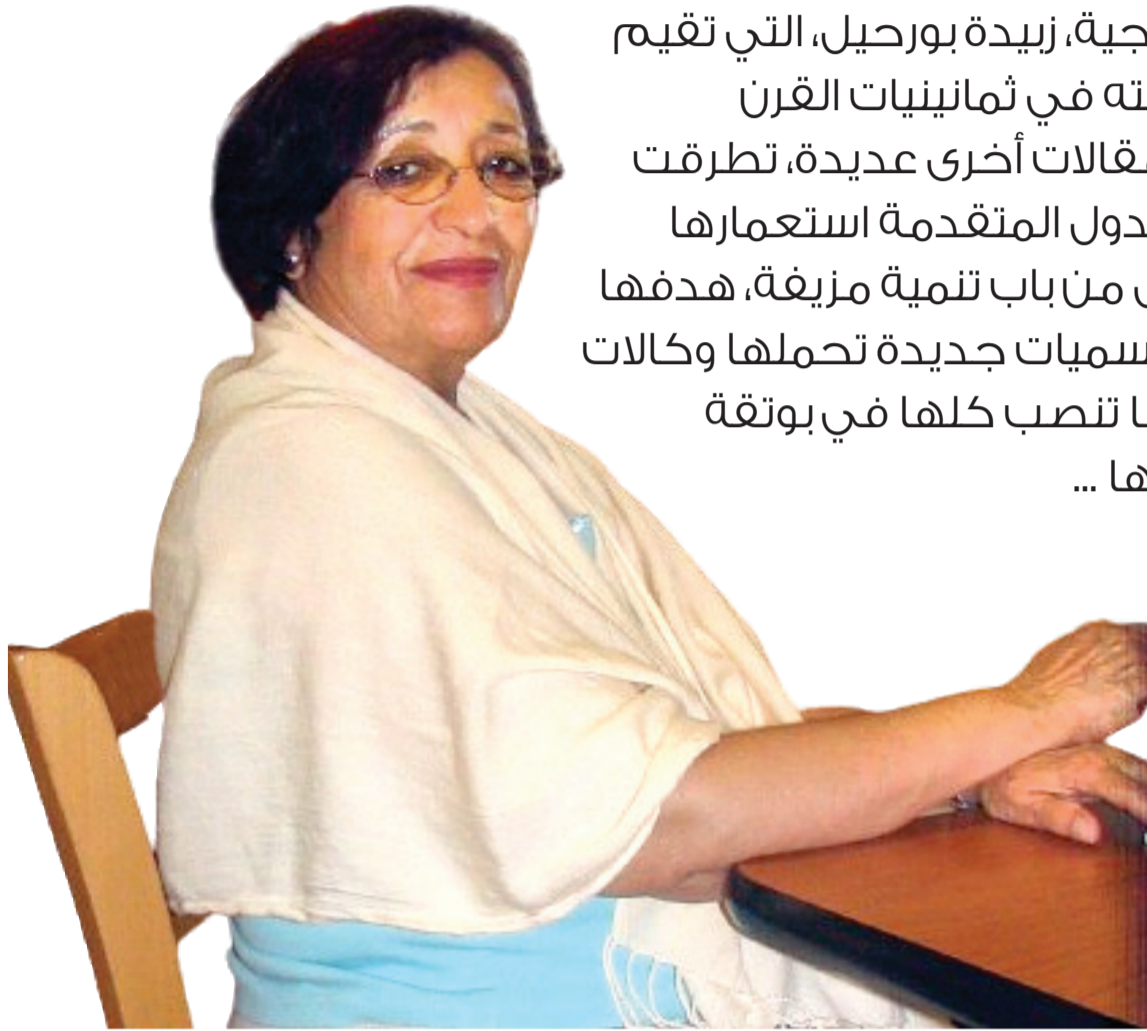 جية، زبيدة بورحيل، التي تقيم
ته في ثمانينيات القرن
قالات أخرى عديدة، تطرقت
دول المتقدمة استعمارها
من باب تنمية مزيفة، هدفها
سميات جديدة تحملها وكالات
ا تنصب كلها في بوتقة
ها ...